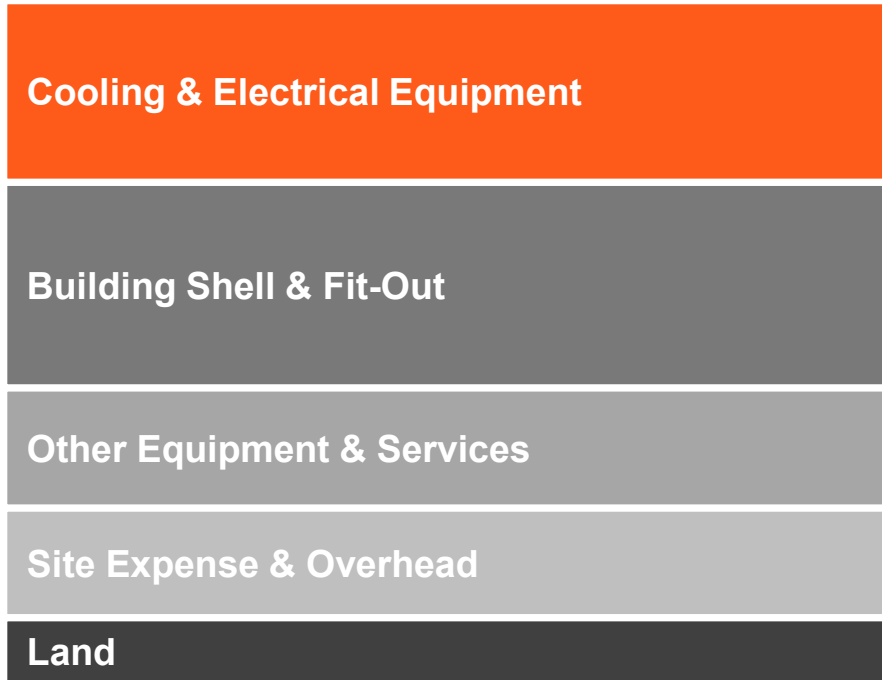 Cooling & Electrical Equipment
Building Shell & Fit-Out
Other Equipment & Services
Site Expense & Overhead
Land